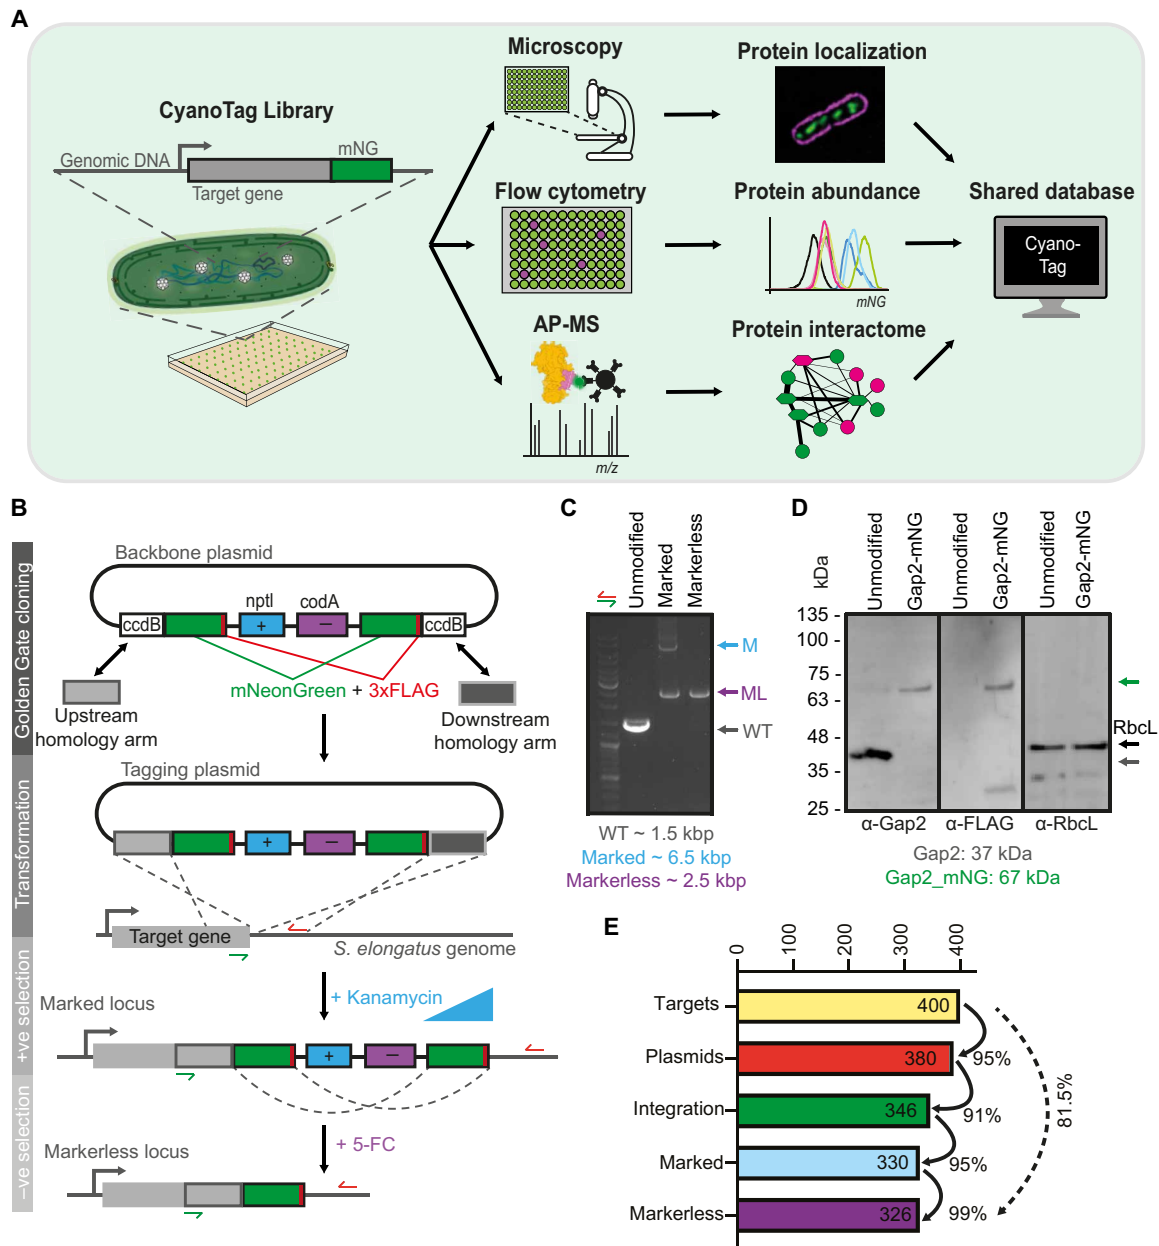 A
CyanoTag Library
Genomic DNA
mNG
Target gene
Microscopy
Protein localization
Flow cytometry
Protein abundance
mNG
Shared database
Cyano-
Tag
AP-MS
m/z
Protein interactome
B
Golden Gate cloning
Transformation
+ve selection
–ve selection
Backbone plasmid
nptI
codA
ccdB
+
–
ccdB
mNeonGreen + 3xFLAG
Upstream
homology arm
Downstream
homology arm
Tagging plasmid
+
–
Target gene
S. elongatus genome
+ Kanamycin
Marked locus
+
–
+ 5-FC
Markerless locus
C
Unmodified
Marked
Markerless
M
ML
WT
WT ~ 1.5 kbp
Marked ~ 6.5 kbp
Markerless ~ 2.5 kbp
D
kDa
Unmodified
Gap2-mNG
Unmodified
Gap2-mNG
Unmodified
Gap2-mNG
135 -
100 -
75 -
63 -
48 -
35 -
25 -
RbcL
α-Gap2
α-FLAG
α-RbcL
Gap2: 37 kDa
Gap2_mNG: 67 kDa
E
0
100
200
300
400
Targets
400
Plasmids
380
95%
Integration
346
91%
Marked
330
95%
Markerless
326
99%
81.5%